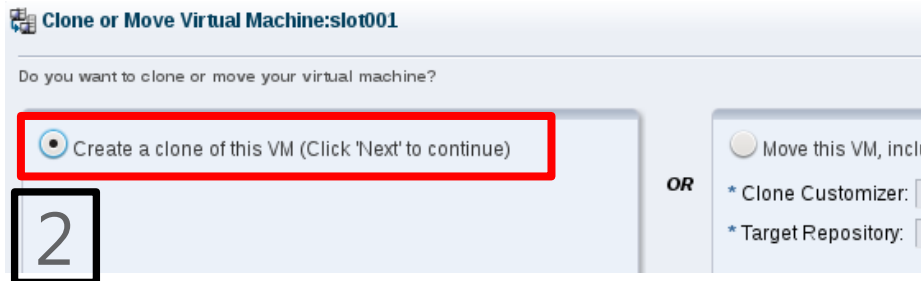 Clone or Move Virtual Machine:slot001
Do you want to clone or move your virtual machine?
Create a clone of this VM (Click 'Next' to continue)
2
OR
Move this VM,
* Clone Customizer:
* Target Repository: